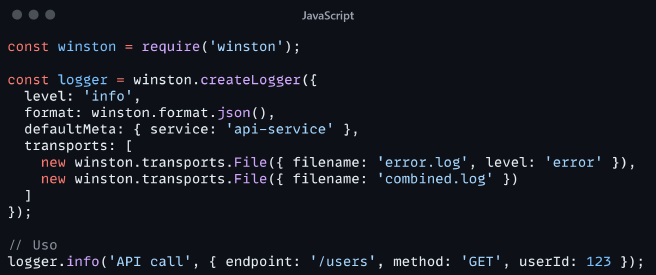 JavaScript
const winston = require('winston');
const logger = winston.createLogger({
  level: 'info',
  format: winston.format.json(),
  defaultMeta: { service: 'api-service' },
  transports: [
    new winston.transports.File({ filename: 'error.log', level: 'error' }),
    new winston.transports.File({ filename: 'combined.log' })
  ]
});
// Uso
logger.info('API call', { endpoint: '/users', method: 'GET', userId: 123 });